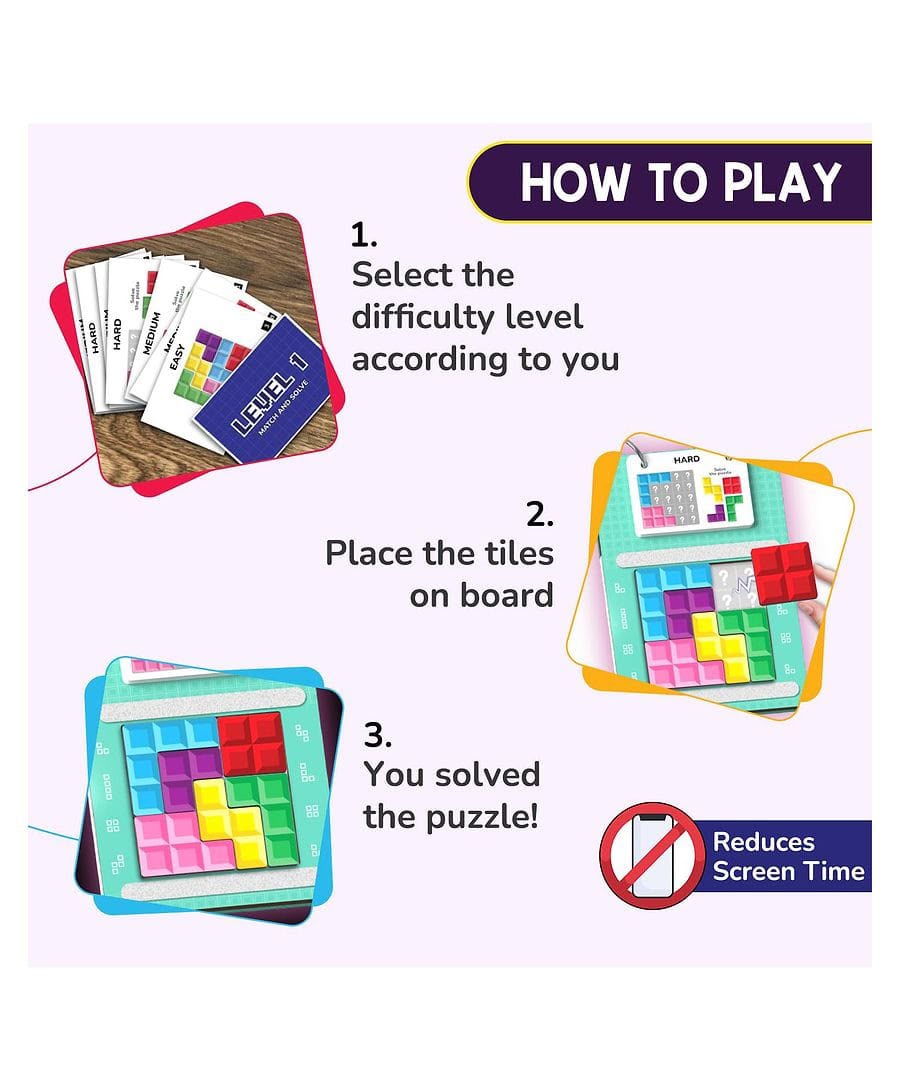 HOW TO PLAY
1.
Select the
difficulty level
according to you
HARD
HARD
MEDIUM
EASY
LEVEL 1
MATCH AND SOLVE
2.
Place the tiles
on board
HARD
Solve
the puzzle
? ? ?
? ? ? ?
? ? ? ?
? ?
3.
You solved
the puzzle!
Reduces
Screen Time